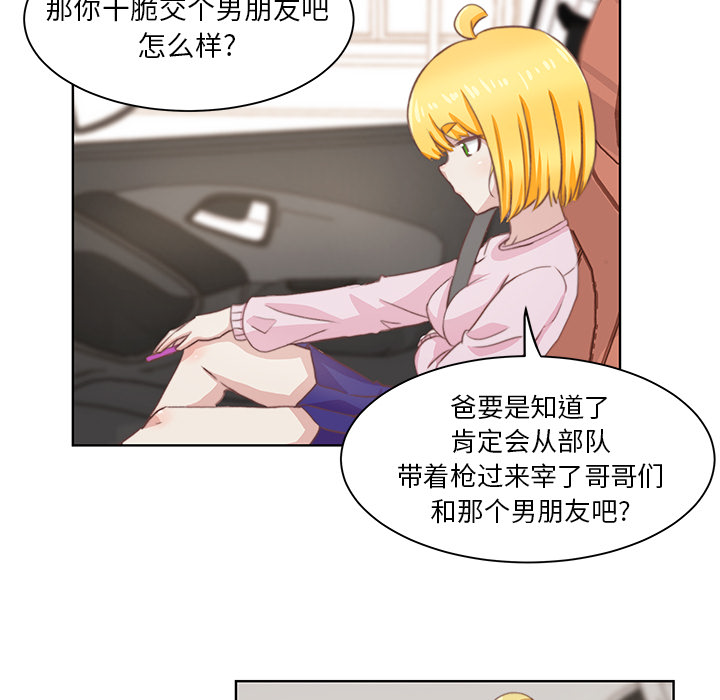 那你干脆交个男朋友吧
怎么样?
爸要是知道了
肯定会从部队
带着枪过来宰了哥哥们
和那个男朋友吧?